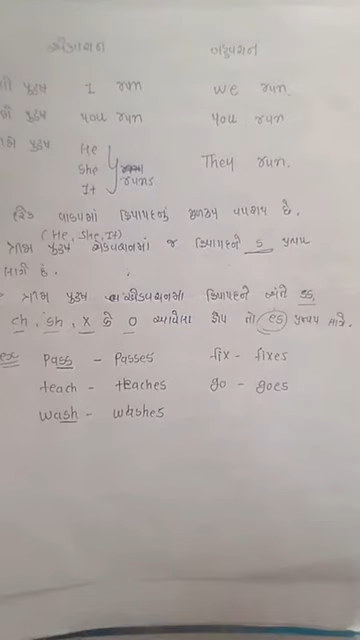 એકવચન બહુવચન
પુરુષ I run we run.
પુરુષ you run you run
પુરુષ He
She runs They run.
It
દરેક વાક્યમાં ક્રિયાપદનું મૂળરૂપ વપરાય છે.
(He, She, It)
ત્રીજા પુરુષ એકવચનમાં જ ક્રિયાપદને s પ્રત્યય
લાગે છે.
ત્રીજા પુરુષ એકવચનમાં ક્રિયાપદને અંતે ss,
ch, sh, x કે o આવેલા હોય તો es પ્રત્યય લાગે.
ex- Pass - Passes fix - fixes
teach - teaches go - goes
wash - washes